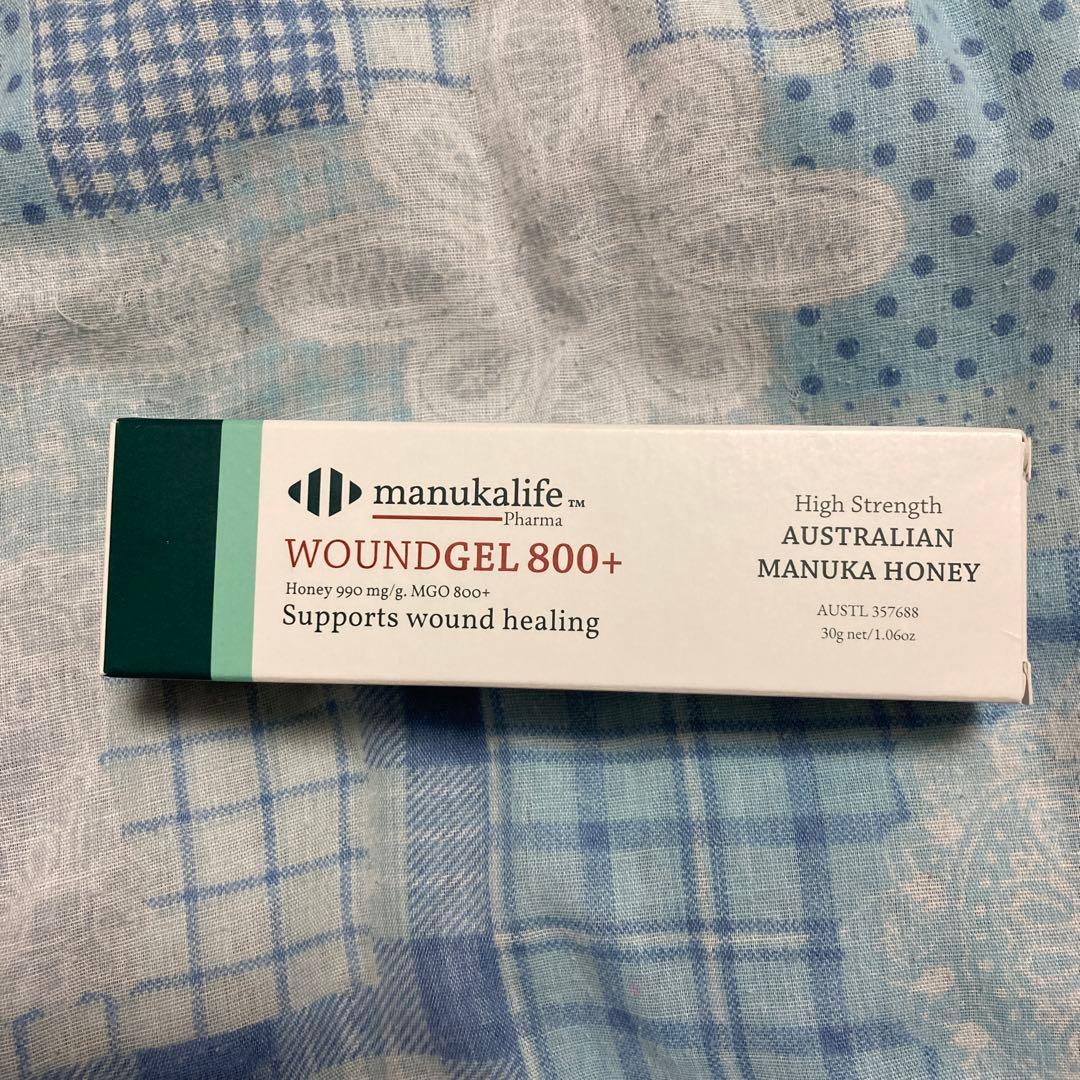 manukalife™
Pharma
WOUNDGEL 800+
Honey 990 mg/g. MGO 800+
Supports wound healing
High Strength
AUSTRALIAN
MANUKA HONEY
AUSTL 357688
30g net/1.06oz